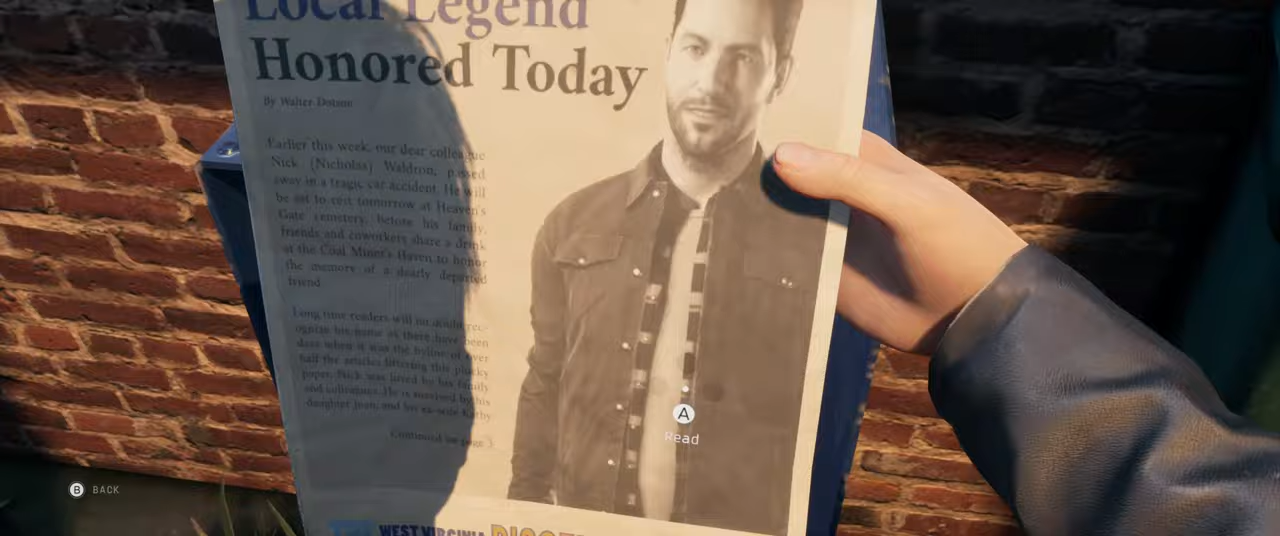 Local Legend
Honored Today
By Walter Dotson
Earlier this week, our dear colleague
Nick (Nicholas) Waldron, passed
away in a tragic car accident. He will
be set to rest tomorrow at Heaven's
Gate cemetery, before his family,
friends and coworkers share a drink
at the Coal Miner's Haven to honor
the memory of a dearly departed
friend.
Long time readers will no doubt rec-
ognize his name as there have been
days when it was the byline of over
half the articles littering this plucky
paper. Nick was loved by his family
and colleagues. He is survived by his
daughter Joan, and his ex-wife Kathy
Continued on page 3
A
Read
B BACK
WEST VIRGINIA